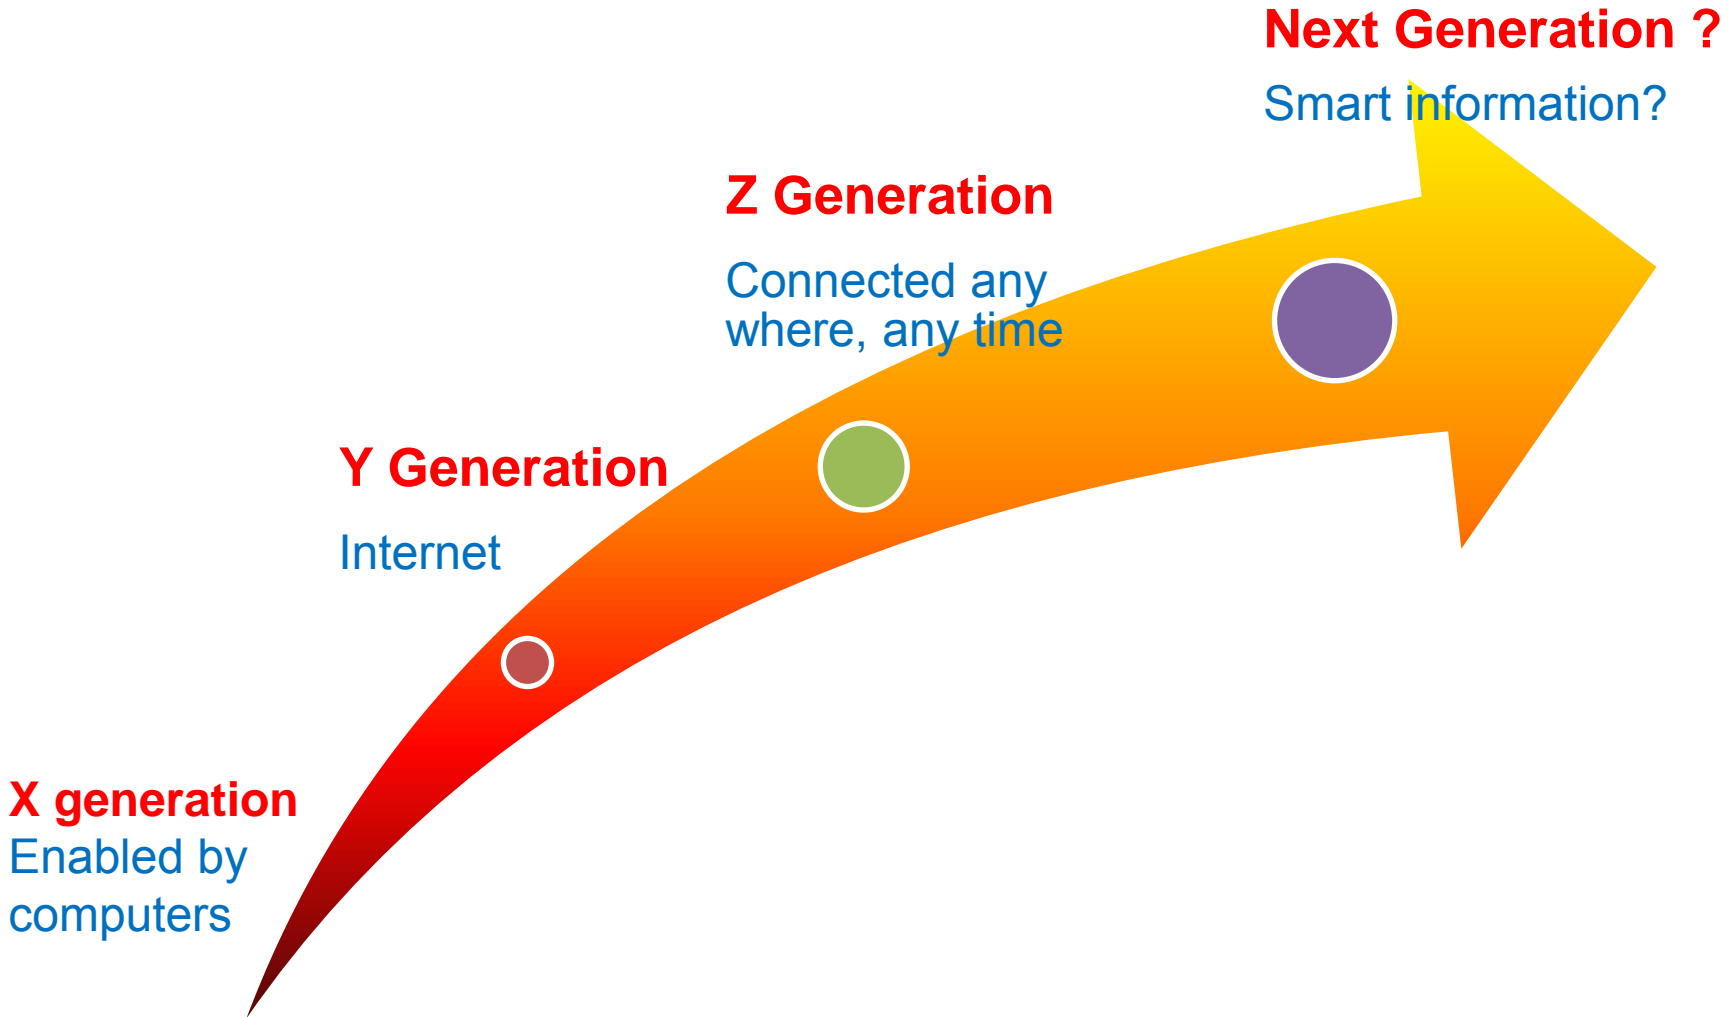 Next Generation ?
Smart information?
Z Generation
Connected any
where, any time
Y Generation
Internet
X generation
Enabled by
computers